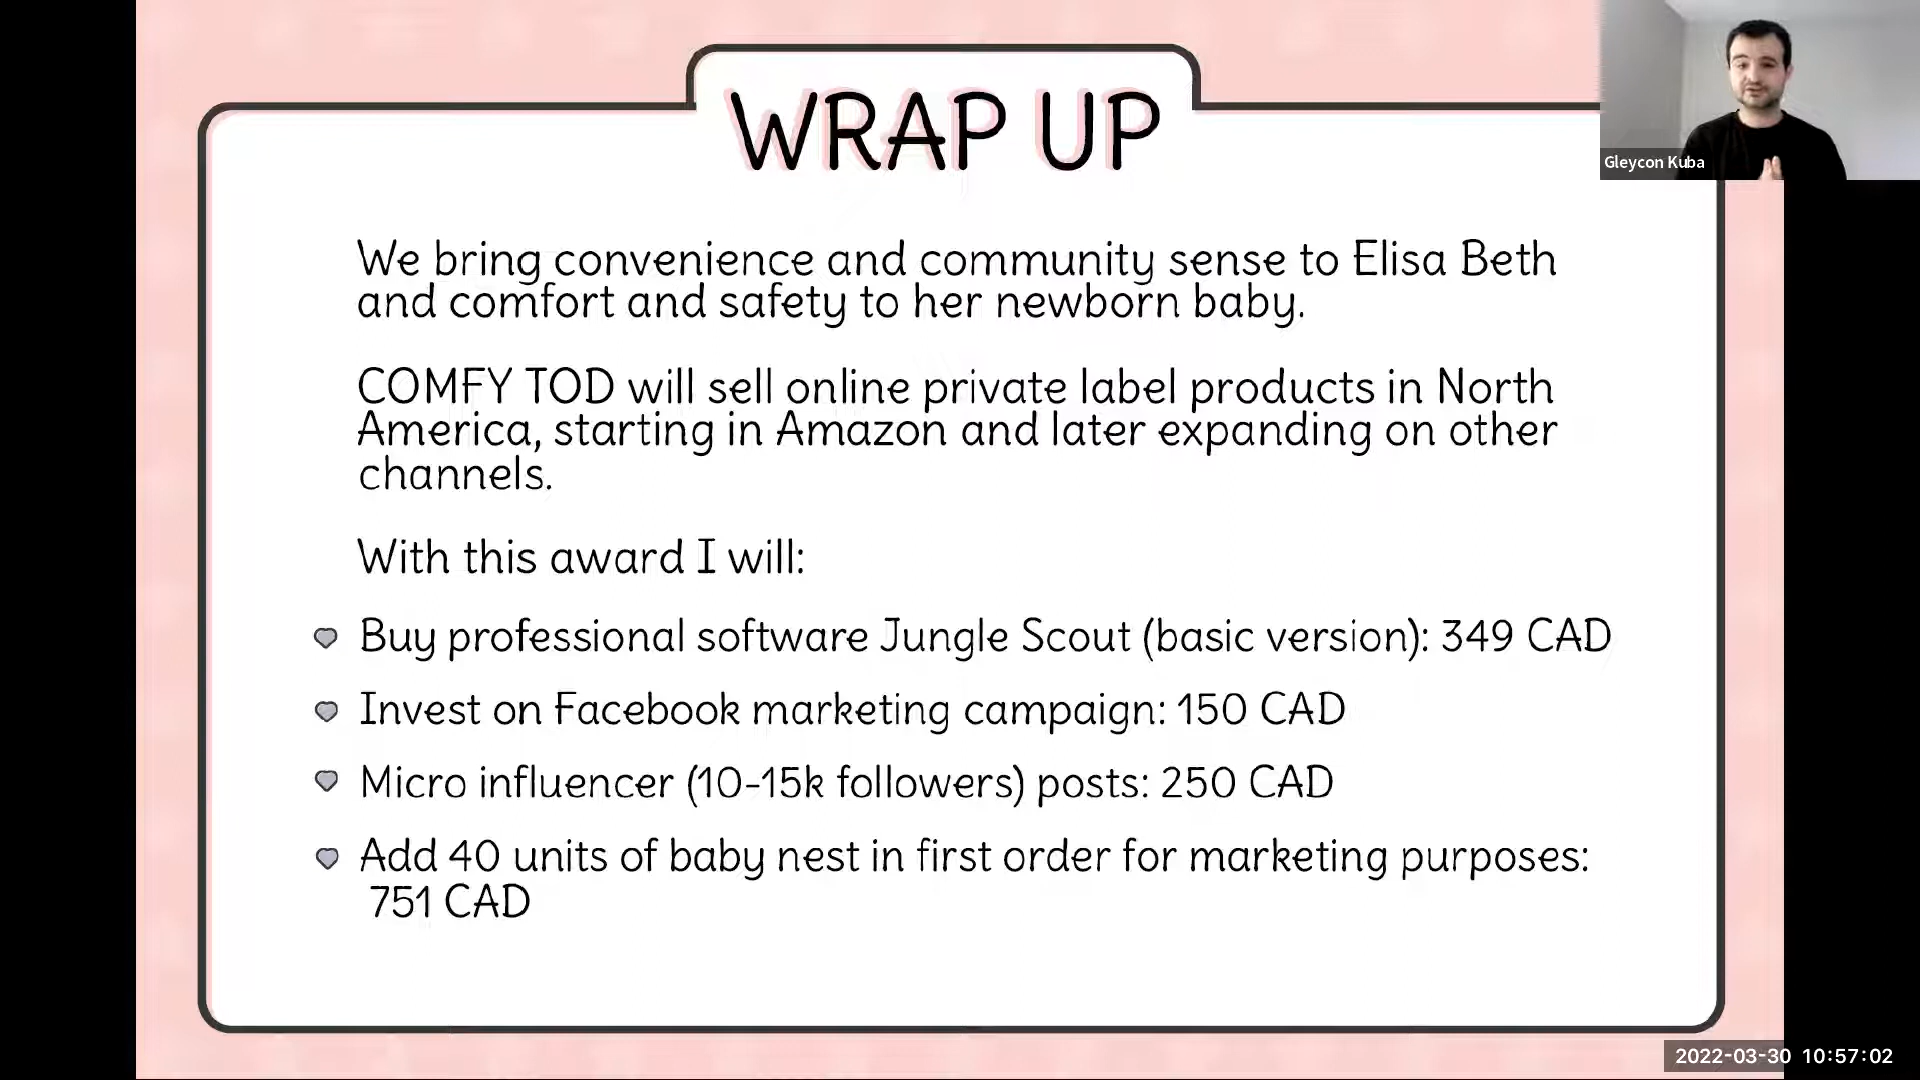 WRAP UP
Gleycon Kuba
We bring convenience and community sense to Elisa Beth
and comfort and safety to her newborn baby.
COMFY TOD will sell online private label products in North
America, starting in Amazon and later expanding on other
channels.
With this award I will:
Buy professional software Jungle Scout (basic version): 349 CAD
Invest on Facebook marketing campaign: 150 CAD
Micro influencer (10-15k followers) posts: 250 CAD
Add 40 units of baby nest in first order for marketing purposes:
751 CAD
2022-03-30 10:57:02